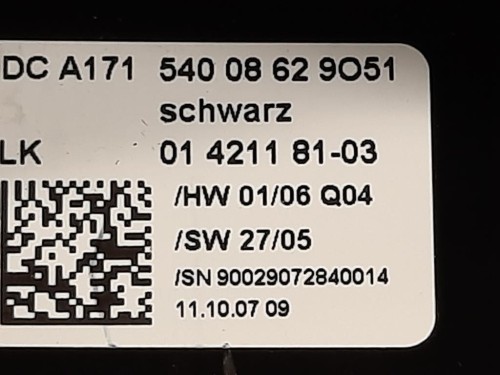 DC A171 540 08 62 9O51
schwarz
LK 01 4211 81-03
/HW 01/06 Q04
/SW 27/05
/SN 90029072840014
11.10.07 09